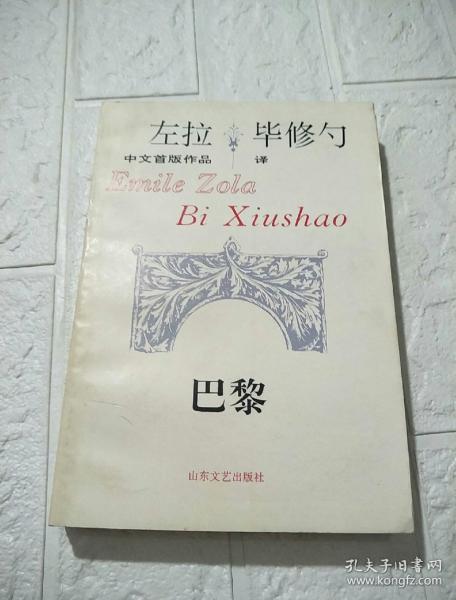 左拉 毕修勺
中文首版作品 译
Emile Zola
Bi Xiushao
巴黎
山东文艺出版社
孔夫子旧书网
www.kongfz.com